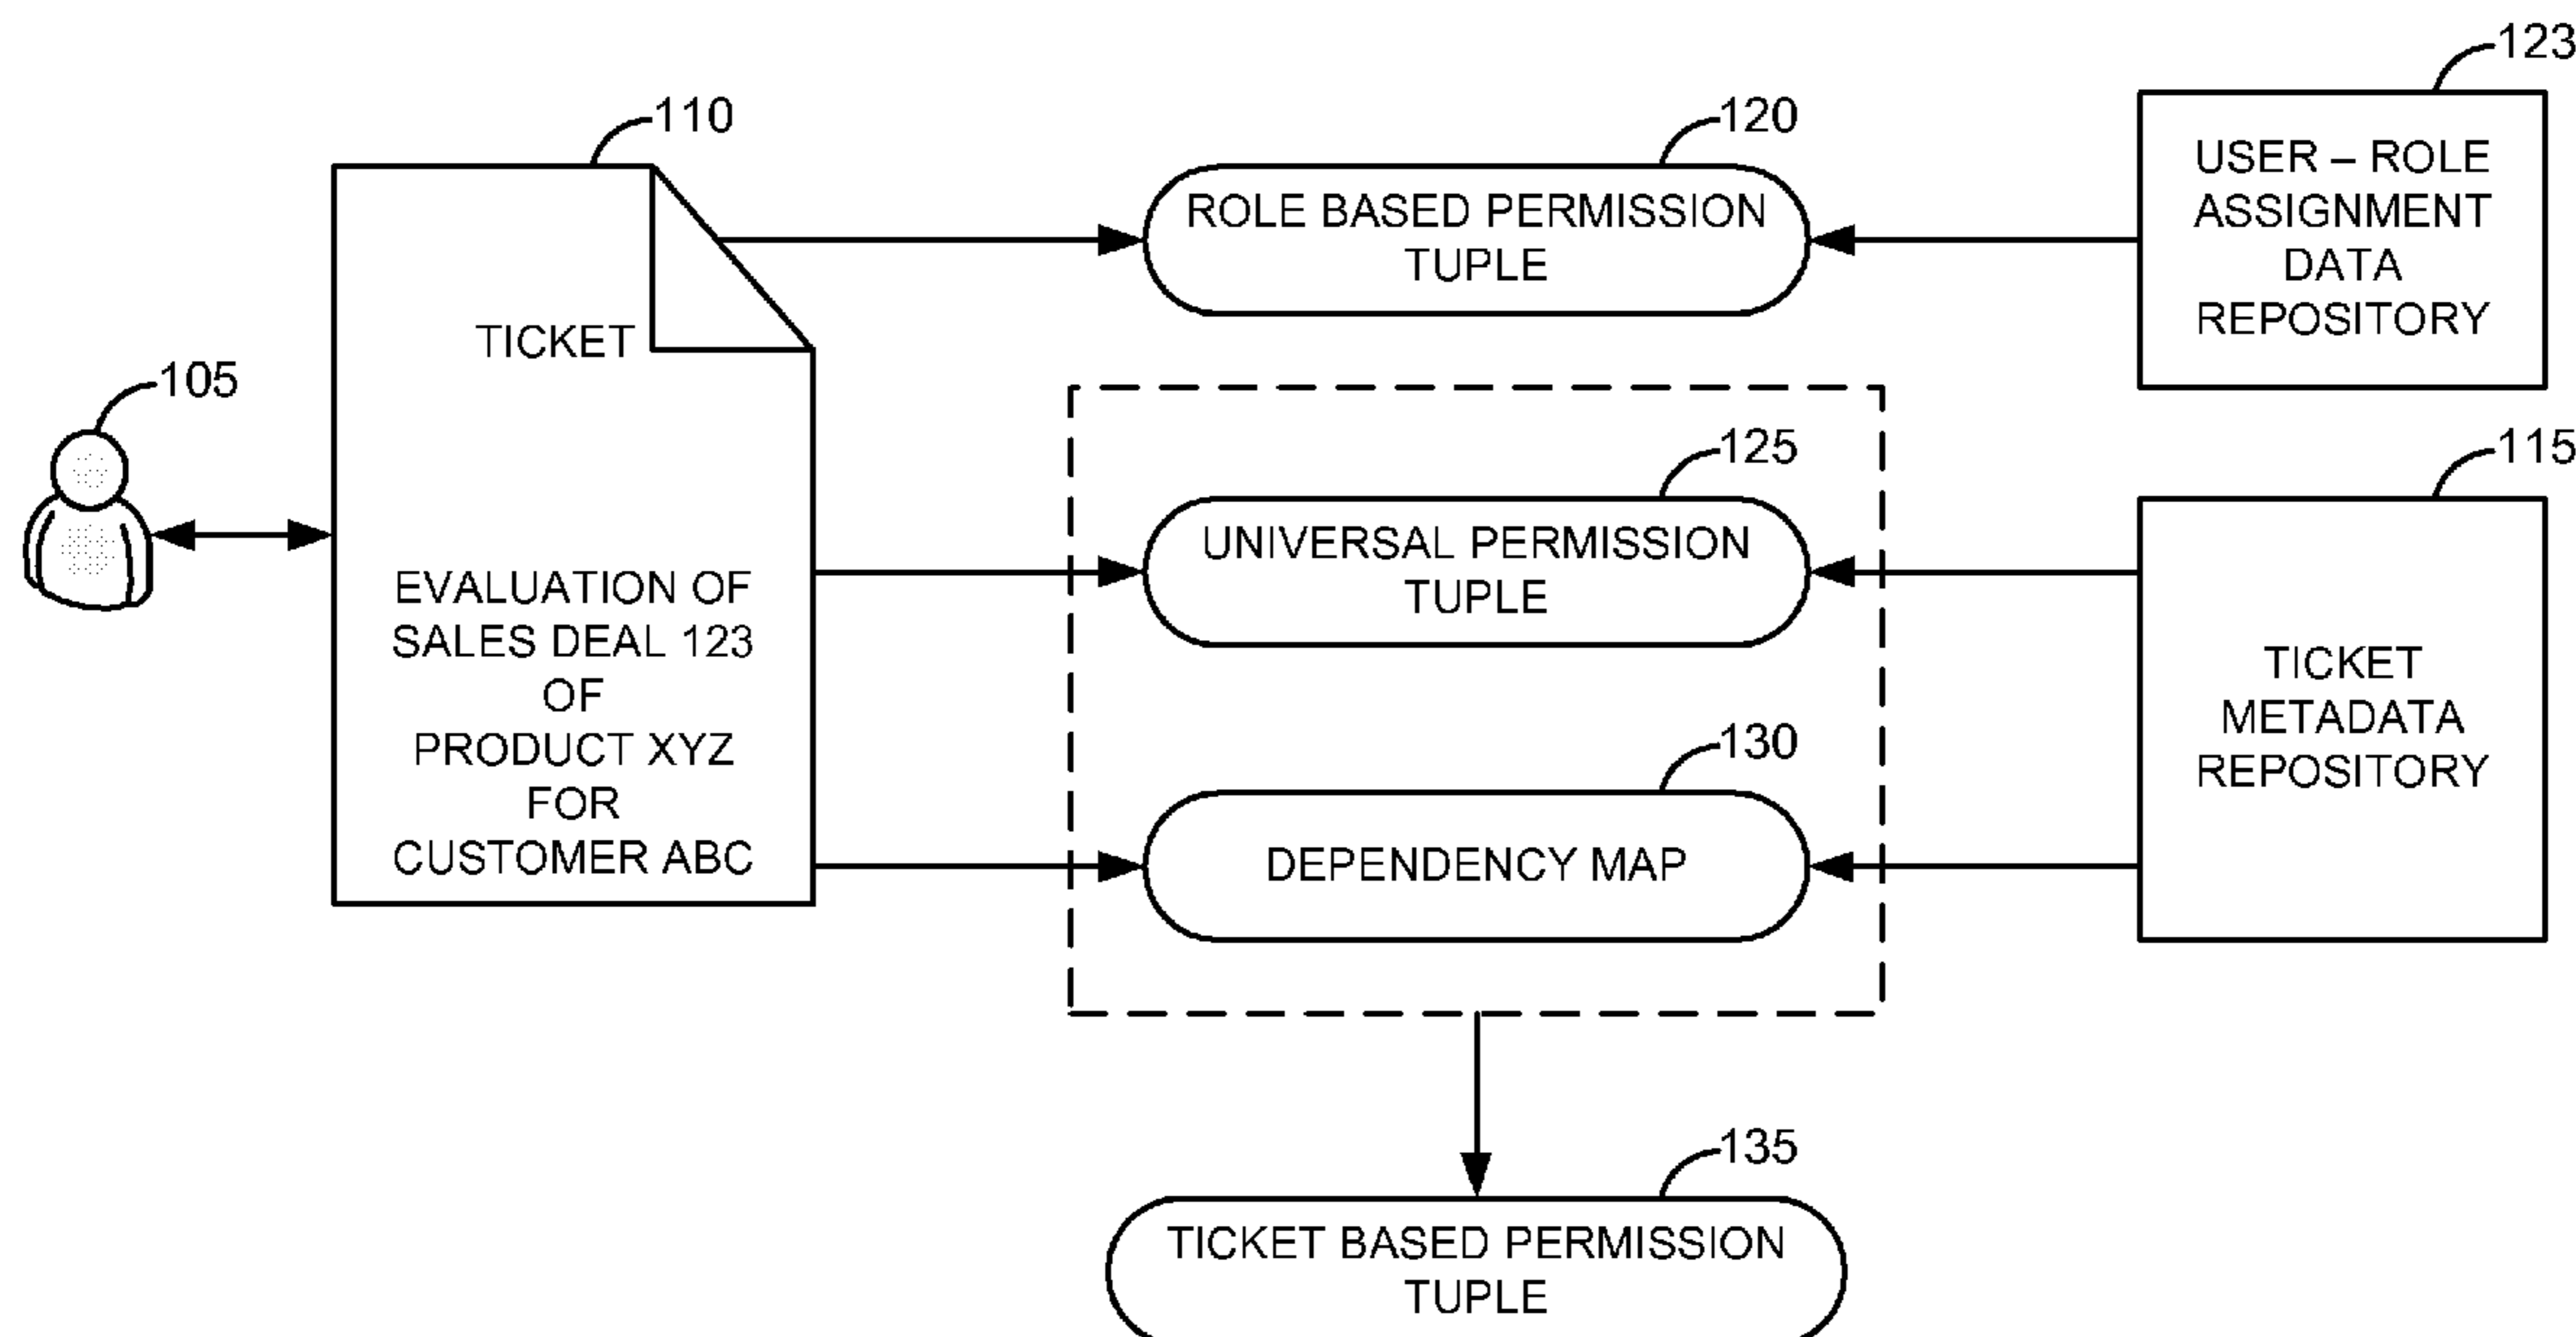 123
110
120
USER – ROLE
ASSIGNMENT
DATA
REPOSITORY
ROLE BASED PERMISSION
TUPLE
TICKET
105
125
115
UNIVERSAL PERMISSION
TUPLE
EVALUATION OF
SALES DEAL 123
OF
PRODUCT XYZ
FOR
CUSTOMER ABC
TICKET
METADATA
REPOSITORY
130
DEPENDENCY MAP
135
TICKET BASED PERMISSION
TUPLE